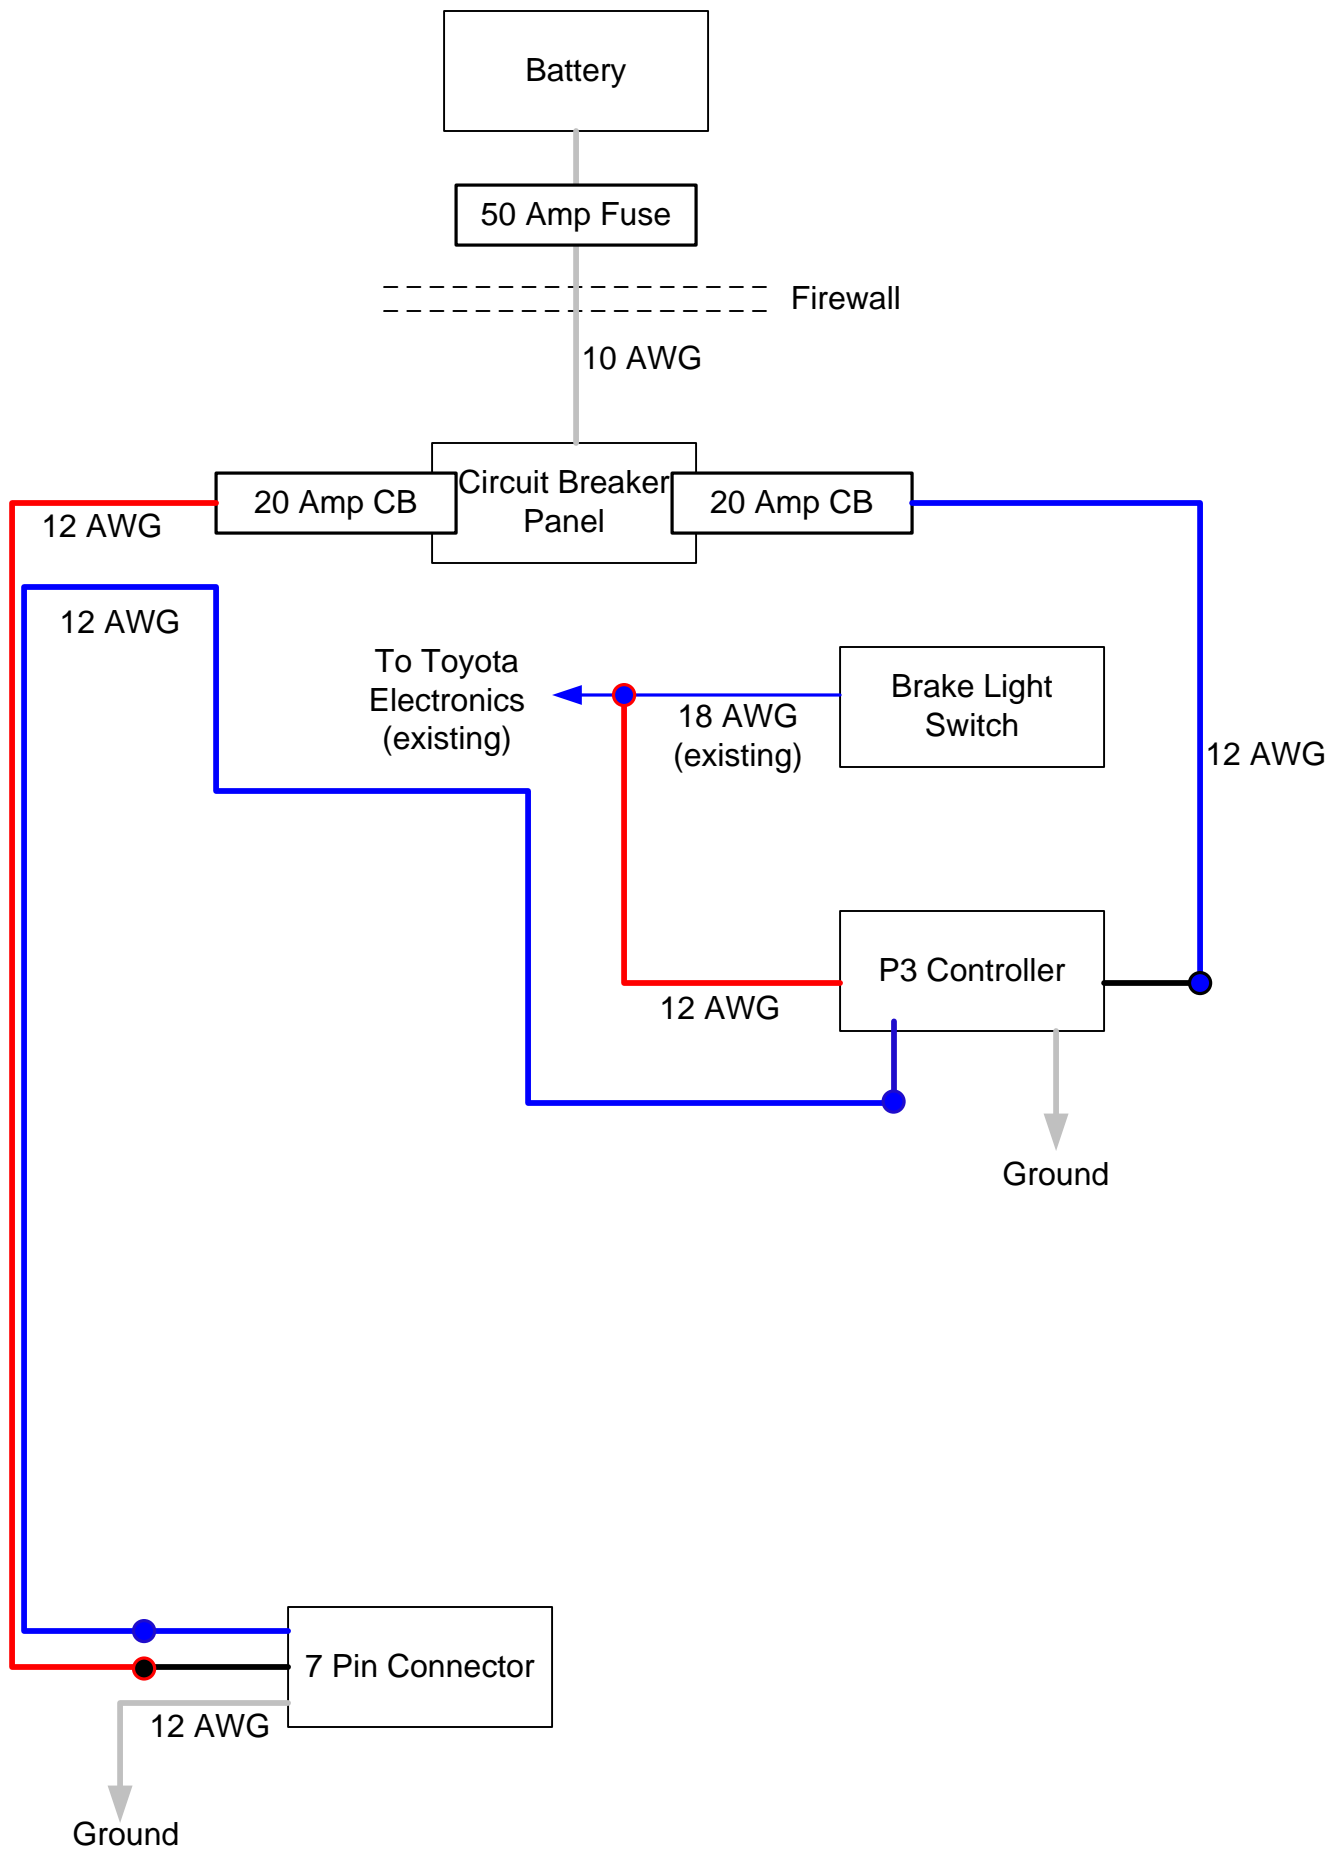 Battery
50 Amp Fuse
Firewall
10 AWG
20 Amp CB
Circuit Breaker
Panel
20 Amp CB
12 AWG
12 AWG
To Toyota
Electronics
(existing)
18 AWG
(existing)
Brake Light
Switch
12 AWG
P3 Controller
12 AWG
Ground
7 Pin Connector
12 AWG
Ground